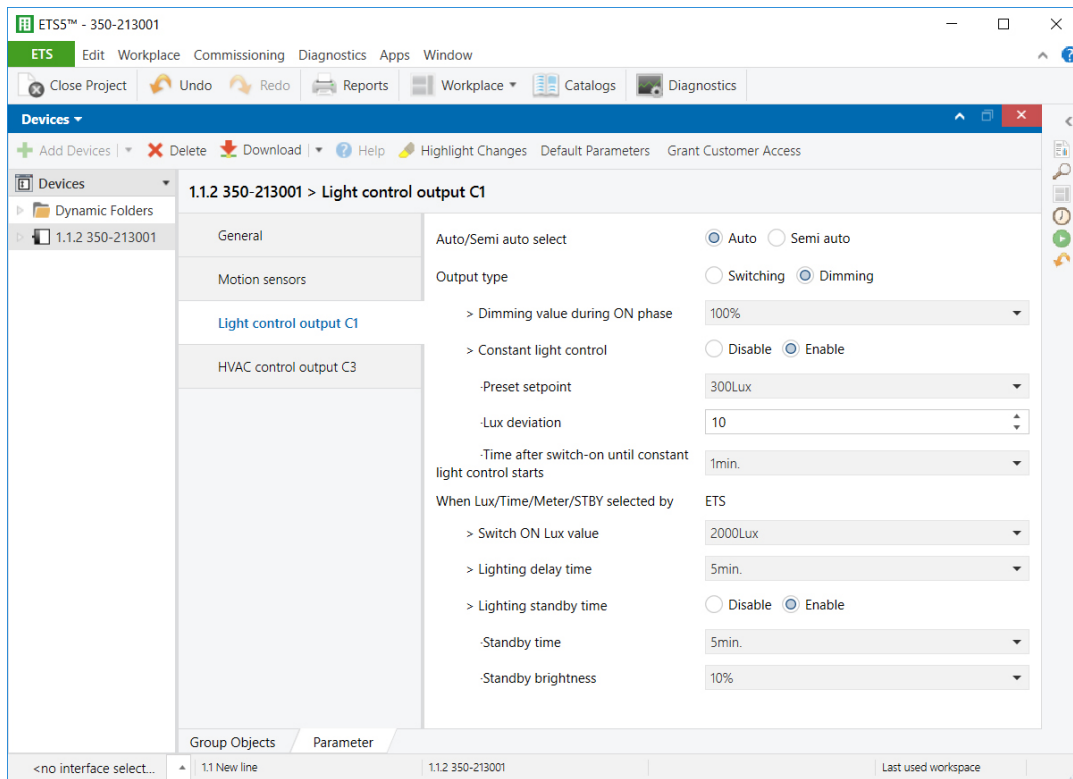 ETS5™ - 350-213001
ETS Edit Workplace Commissioning Diagnostics Apps Window
Close Project Undo Redo Reports Workplace Catalogs Diagnostics
Devices
Add Devices Delete Download Help Highlight Changes Default Parameters Grant Customer Access
Devices
Dynamic Folders
1.1.2 350-213001
1.1.2 350-213001 > Light control output C1
General
Motion sensors
Light control output C1
HVAC control output C3
Auto/Semi auto select Auto Semi auto
Output type Switching Dimming
> Dimming value during ON phase 100%
> Constant light control Disable Enable
·Preset setpoint 300Lux
·Lux deviation 10
·Time after switch-on until constant
light control starts 1min.
When Lux/Time/Meter/STBY selected by ETS
> Switch ON Lux value 2000Lux
> Lighting delay time 5min.
> Lighting standby time Disable Enable
·Standby time 5min.
·Standby brightness 10%
Group Objects Parameter
<no interface select... 1.1 New line 1.1.2 350-213001 Last used workspace